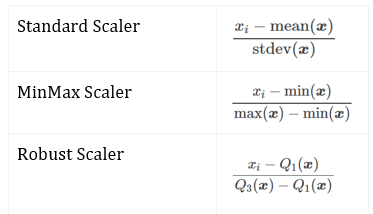 Standard Scaler
xᵢ − mean(x)
stdev(x)
MinMax Scaler
xᵢ − min(x)
max(x) − min(x)
Robust Scaler
xᵢ − Q₁(x)
Q₃(x) − Q₁(x)